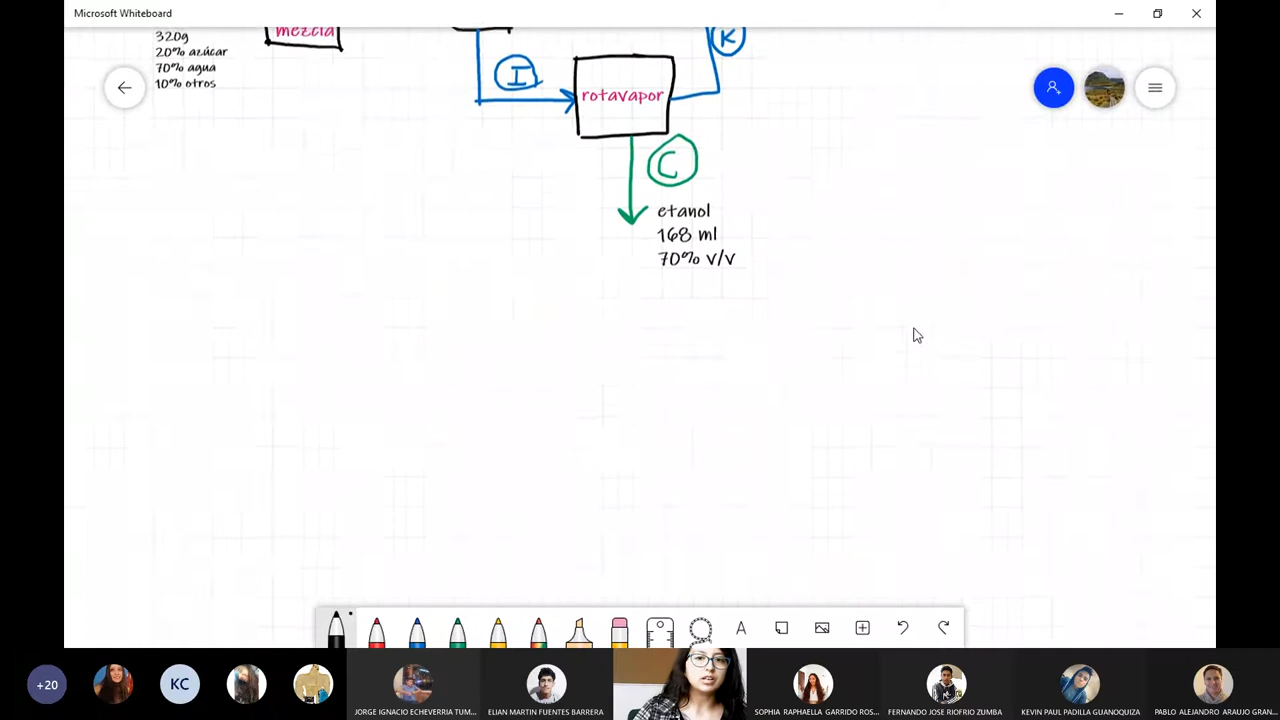 Microsoft Whiteboard
320g
20% azúcar
70% agua
10% otros
mezcla
K
I
rotavapor
C
etanol
168 ml
70% v/v
A
+20
KC
JORGE IGNACIO ECHEVERRIA TUM...
ELIAN MARTIN FUENTES BARRERA
SOPHIA RAPHAELLA GARRIDO ROS...
FERNANDO JOSE RIOFRIO ZUMBA
KEVIN PAUL PADILLA GUANOQUIZA
PABLO ALEJANDRO ARAUJO GRAN...